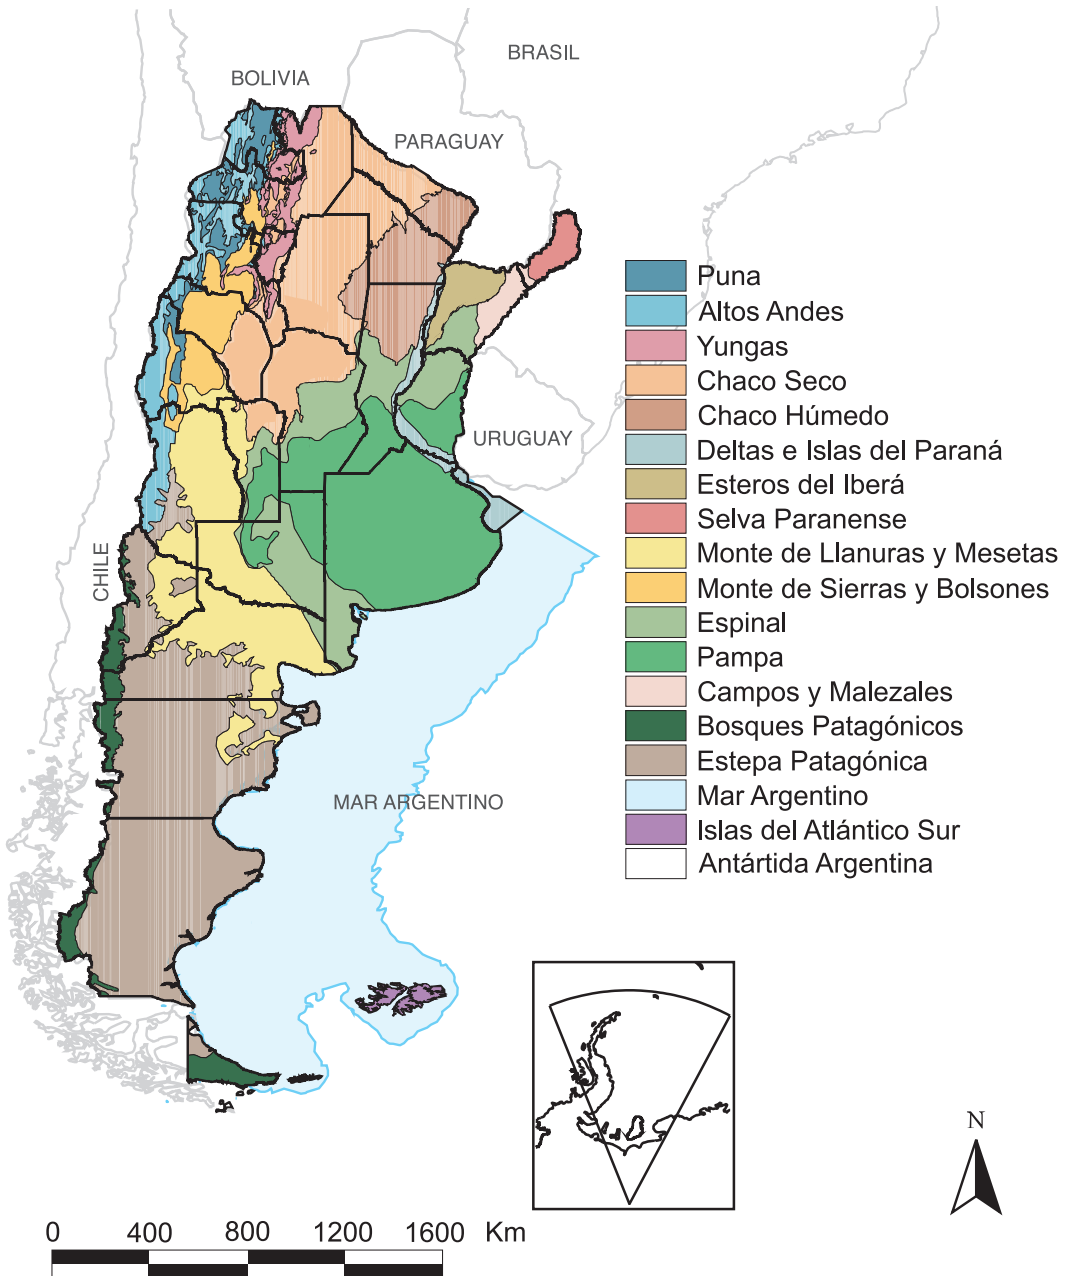 BRASIL
BOLIVIA
PARAGUAY
URUGUAY
CHILE
MAR ARGENTINO
Puna
Altos Andes
Yungas
Chaco Seco
Chaco Húmedo
Deltas e Islas del Paraná
Esteros del Iberá
Selva Paranense
Monte de Llanuras y Mesetas
Monte de Sierras y Bolsones
Espinal
Pampa
Campos y Malezales
Bosques Patagónicos
Estepa Patagónica
Mar Argentino
Islas del Atlántico Sur
Antártida Argentina
N
0 400 800 1200 1600 Km